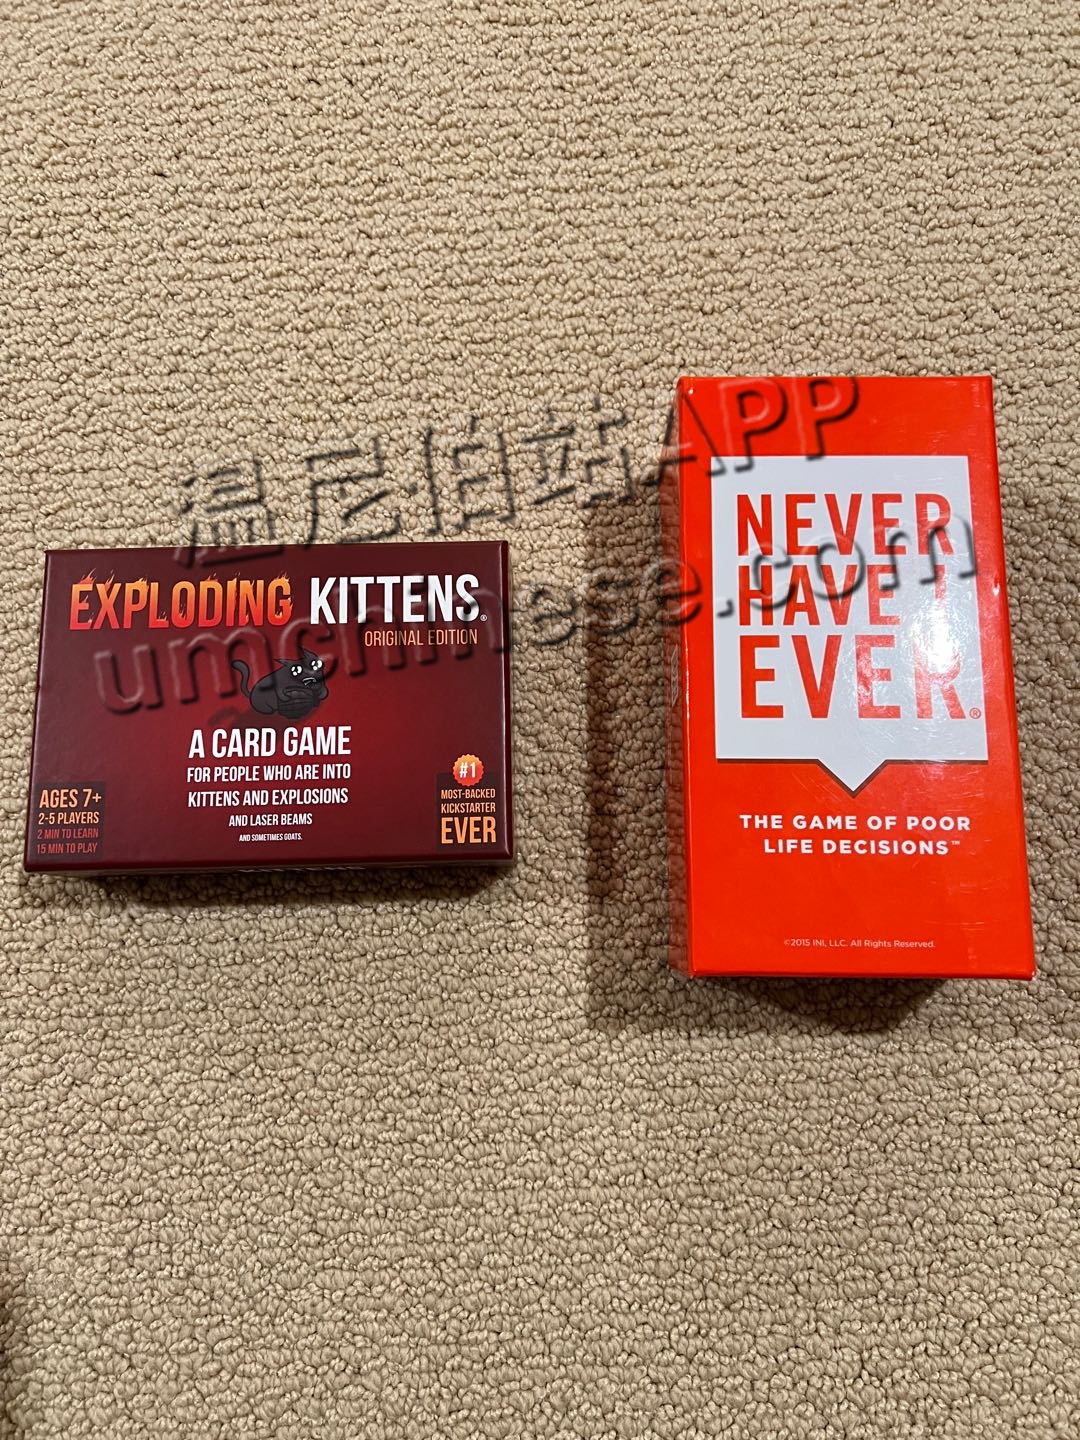 温尼伯站APP
umchinese.com
EXPLODING KITTENS®
ORIGINAL EDITION
A CARD GAME
FOR PEOPLE WHO ARE INTO
KITTENS AND EXPLOSIONS
AND LASER BEAMS
AND SOMETIMES GOATS.
AGES 7+
2-5 PLAYERS
2 MIN TO LEARN
15 MIN TO PLAY
#1
MOST-BACKED
KICKSTARTER
EVER
NEVER
HAVE I
EVER®
THE GAME OF POOR
LIFE DECISIONS™
©2015 INI, LLC. All Rights Reserved.